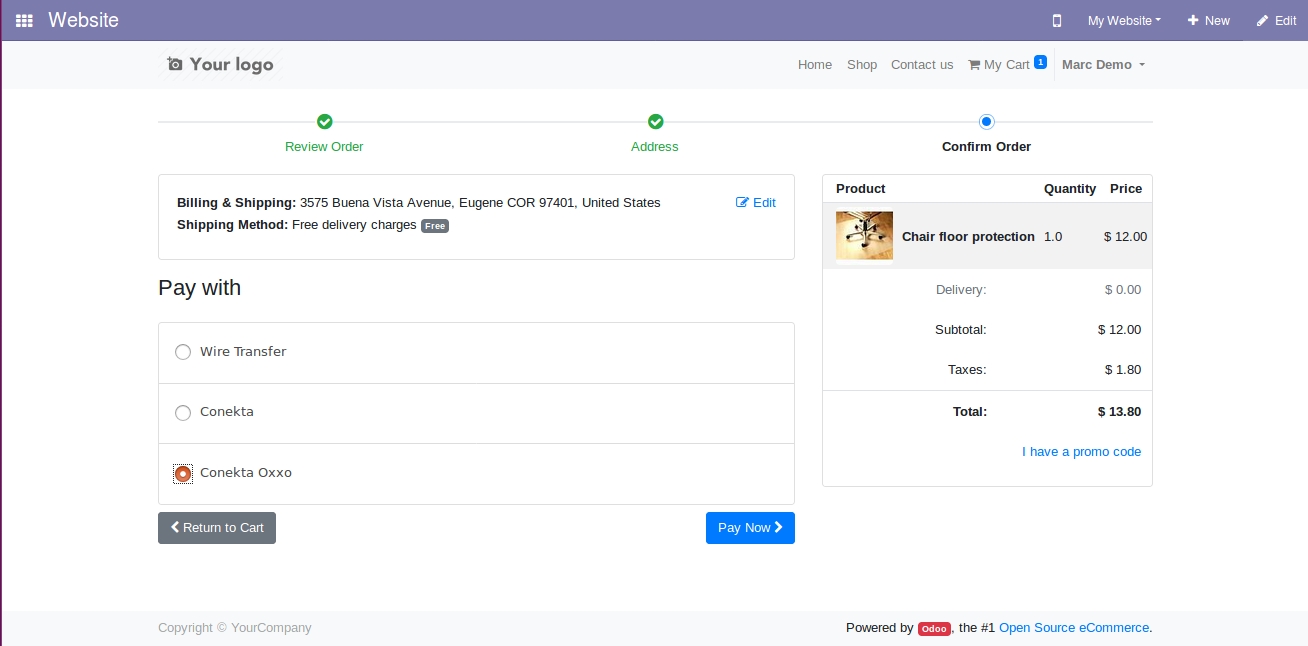 Website
My Website
New
Edit
Your logo
Home
Shop
Contact us
My Cart 1
Marc Demo
Review Order
Address
Confirm Order
Billing & Shipping: 3575 Buena Vista Avenue, Eugene COR 97401, United States
Edit
Shipping Method: Free delivery charges Free
Pay with
Wire Transfer
Conekta
Conekta Oxxo
Return to Cart
Pay Now
Product Quantity Price
Chair floor protection 1.0 $ 12.00
Delivery: $ 0.00
Subtotal: $ 12.00
Taxes: $ 1.80
Total: $ 13.80
I have a promo code
Copyright © YourCompany
Powered by Odoo, the #1 Open Source eCommerce.